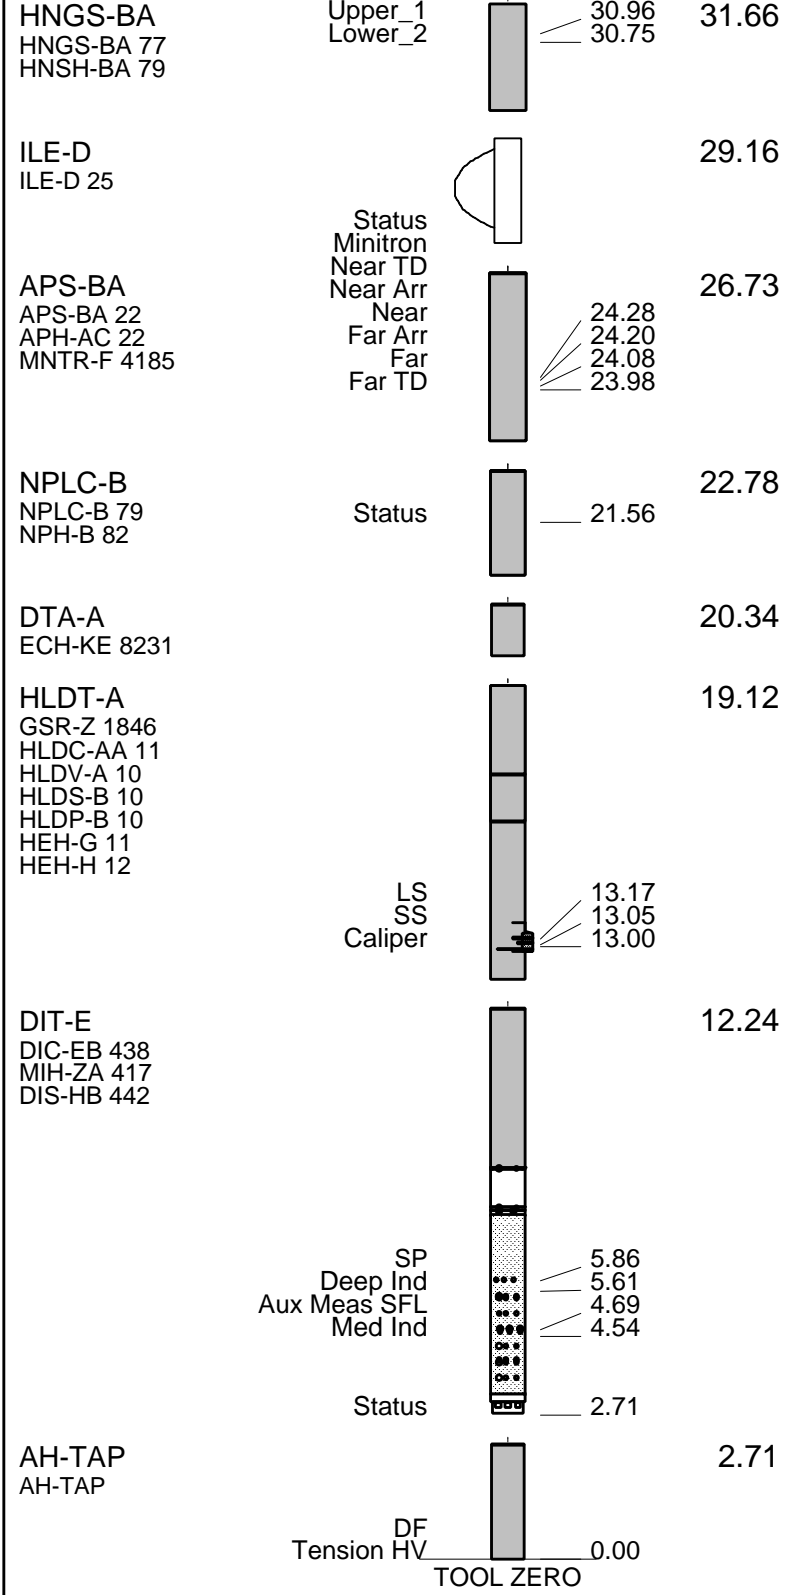 HNGS-BA Upper_1 30.96 31.66
HNGS-BA 77 Lower_2 30.75
HNSH-BA 79
ILE-D 29.16
ILE-D 25
Status
Minitron
Near TD
APS-BA Near Arr 26.73
APS-BA 22 Near 24.28
APH-AC 22 Far Arr 24.20
MNTR-F 4185 Far 24.08
Far TD 23.98
NPLC-B 22.78
NPLC-B 79 Status 21.56
NPH-B 82
DTA-A 20.34
ECH-KE 8231
HLDT-A 19.12
GSR-Z 1846
HLDC-AA 11
HLDV-A 10
HLDS-B 10
HLDP-B 10
HEH-G 11
HEH-H 12
LS 13.17
SS 13.05
Caliper 13.00
DIT-E 12.24
DIC-EB 438
MIH-ZA 417
DIS-HB 442
SP 5.86
Deep Ind 5.61
Aux Meas SFL 4.69
Med Ind 4.54
Status 2.71
AH-TAP 2.71
AH-TAP
DF
Tension HV 0.00
TOOL ZERO